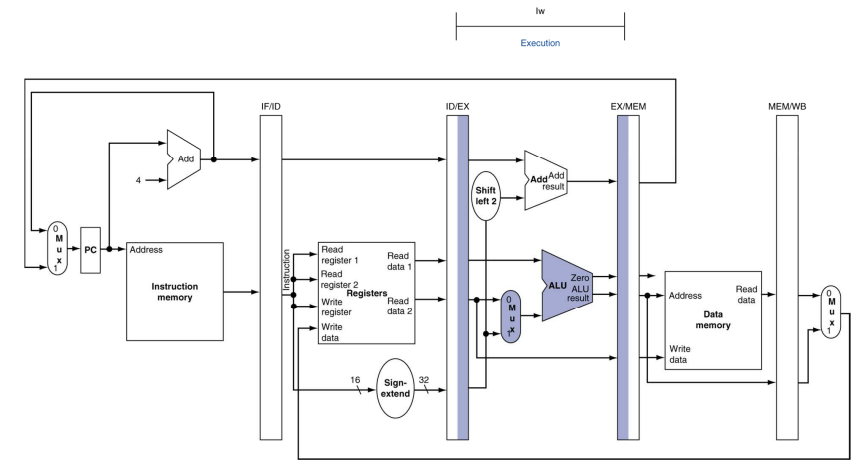 Iw
Execution
IF/ID
ID/EX
EX/MEM
MEM/WB
Add
4
0
M
u
x
1
PC
Address
Instruction
memory
Instruction
Read
register 1
Read
register 2
Write
register
Write
data
Registers
Read
data 1
Read
data 2
16
Sign-
extend
32
Shift
left 2
Add
Add
result
0
M
u
x
1
ALU
Zero
ALU
result
Address
Write
data
Data
memory
Read
data
0
M
u
x
1